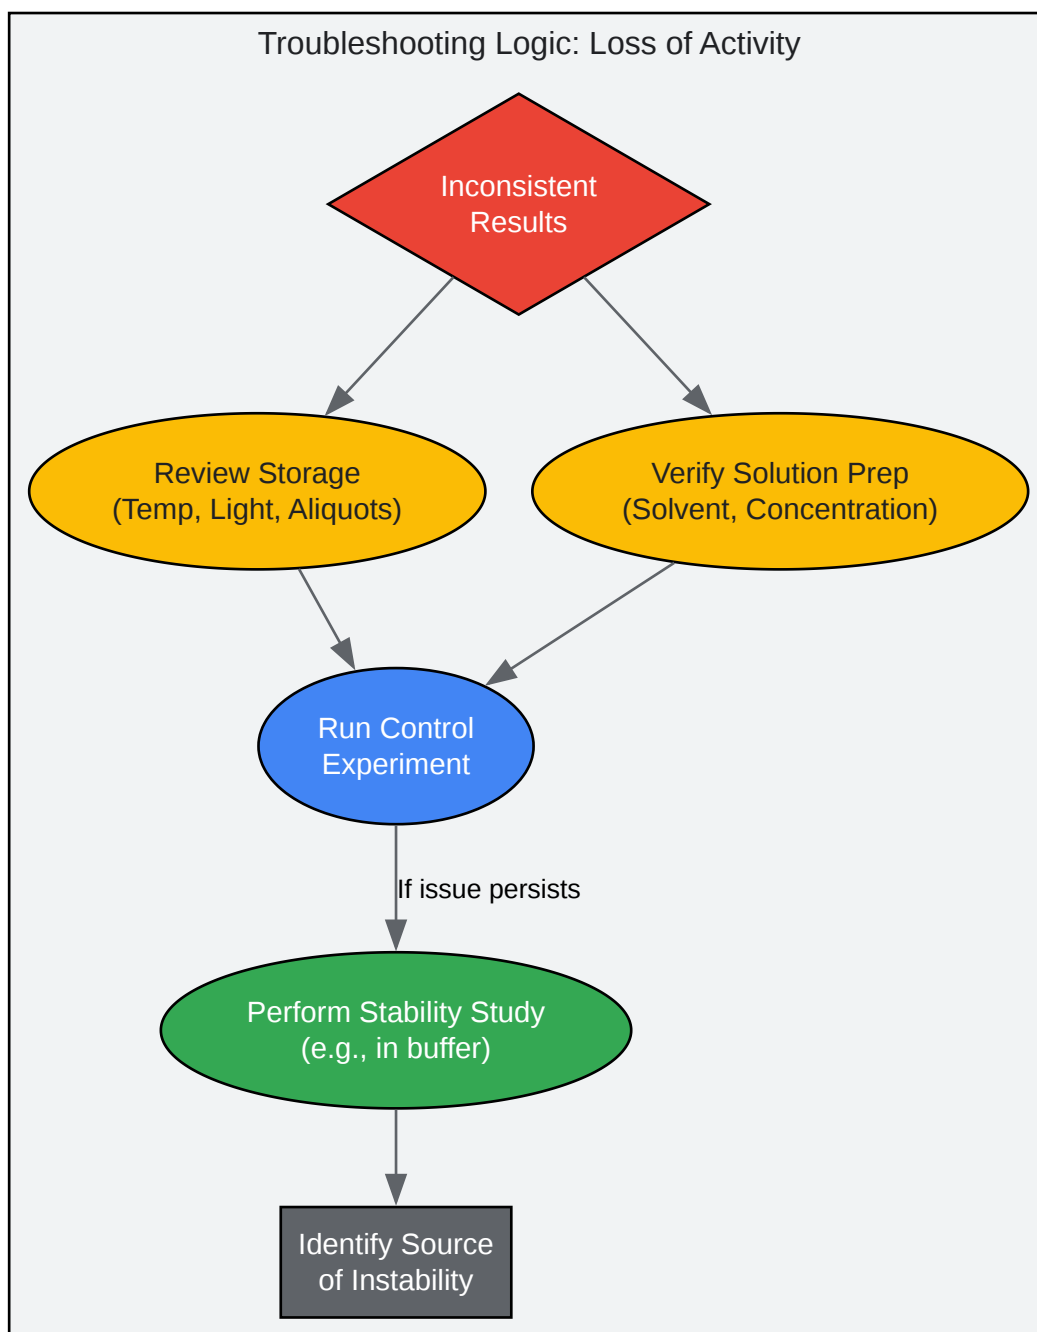 Troubleshooting Logic: Loss of Activity
Inconsistent
Results
Review Storage
(Temp, Light, Aliquots)
Verify Solution Prep
(Solvent, Concentration)
Run Control
Experiment
If issue persists
Perform Stability Study
(e.g., in buffer)
Identify Source
of Instability